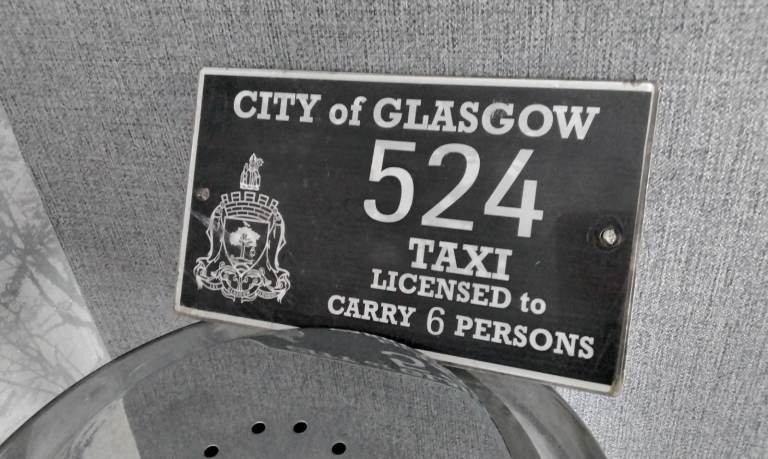 CITY of GLASGOW
524
TAXI
LICENSED to
CARRY 6 PERSONS